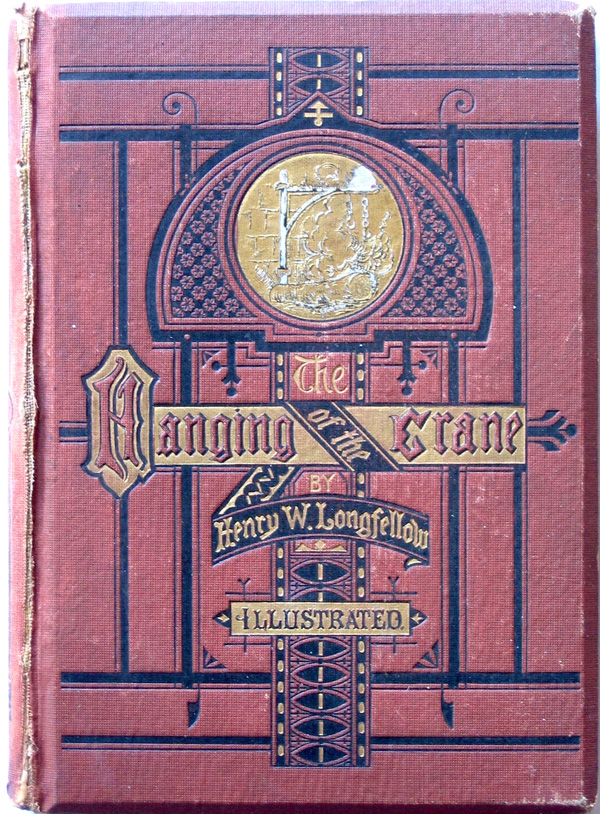 The
Hanging of the Crane
BY
Henry W. Longfellow
ILLUSTRATED.